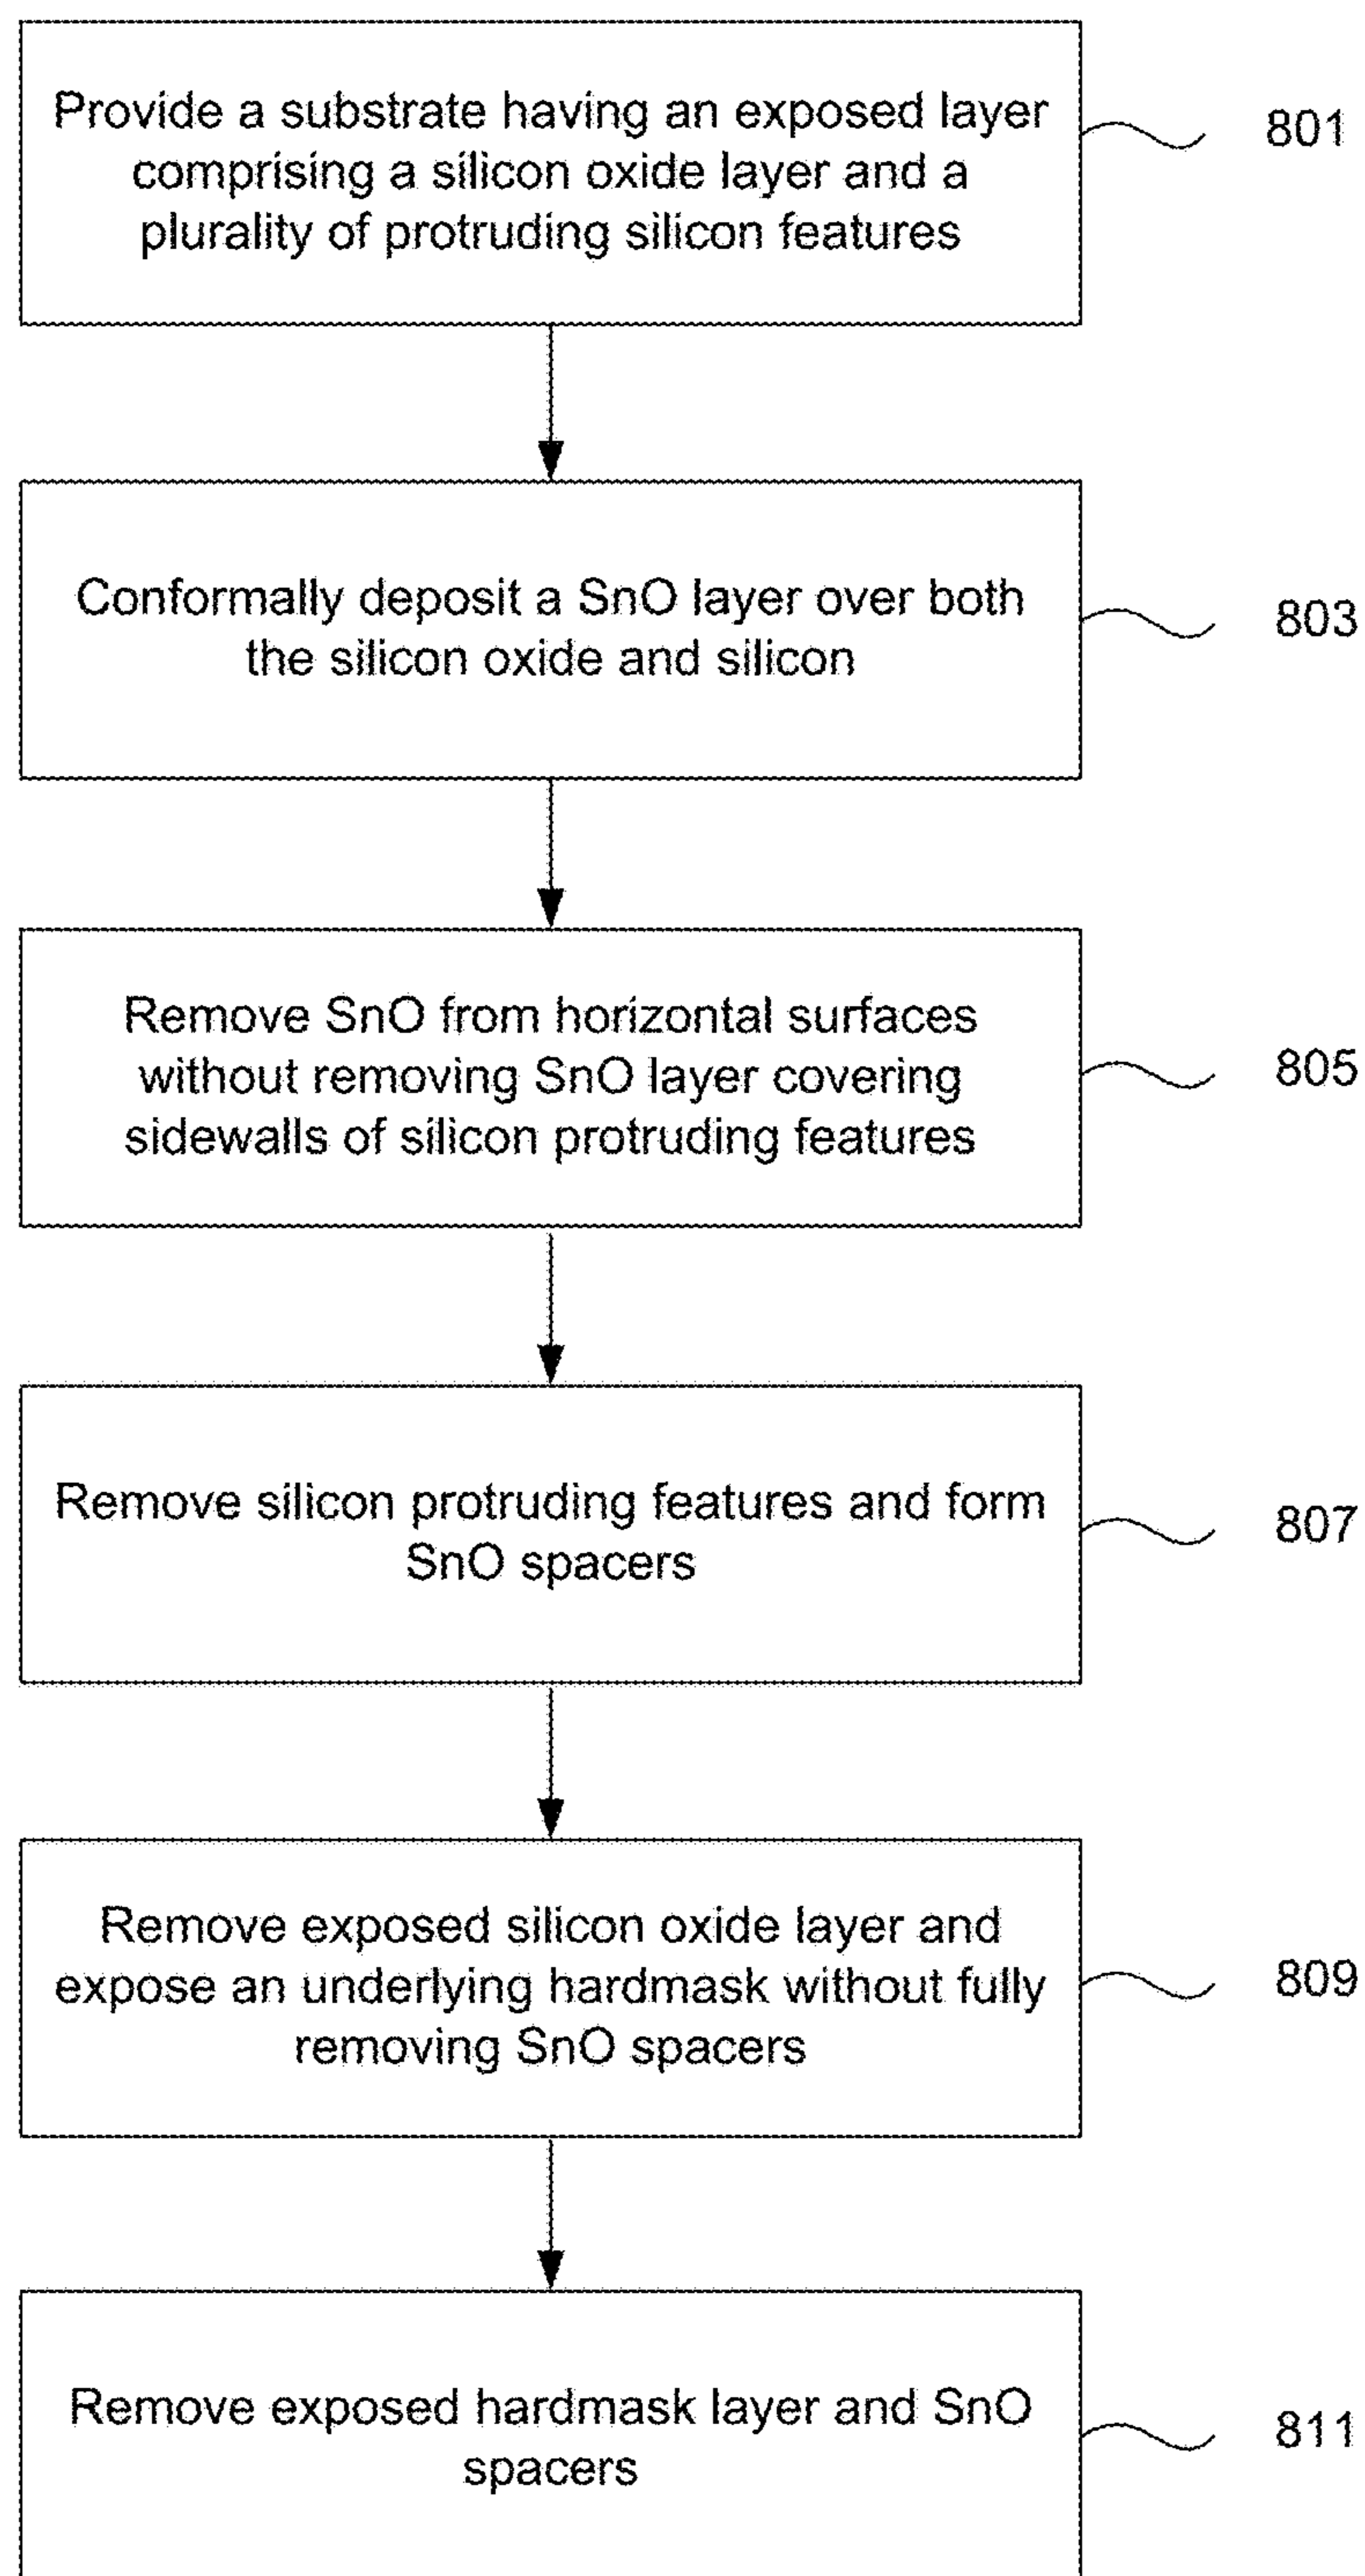 Provide a substrate having an exposed layer
comprising a silicon oxide layer and a
plurality of protruding silicon features
801
Conformally deposit a SnO layer over both
the silicon oxide and silicon
803
Remove SnO from horizontal surfaces
without removing SnO layer covering
sidewalls of silicon protruding features
805
Remove silicon protruding features and form
SnO spacers
807
Remove exposed silicon oxide layer and
expose an underlying hardmask without fully
removing SnO spacers
809
Remove exposed hardmask layer and SnO
spacers
811